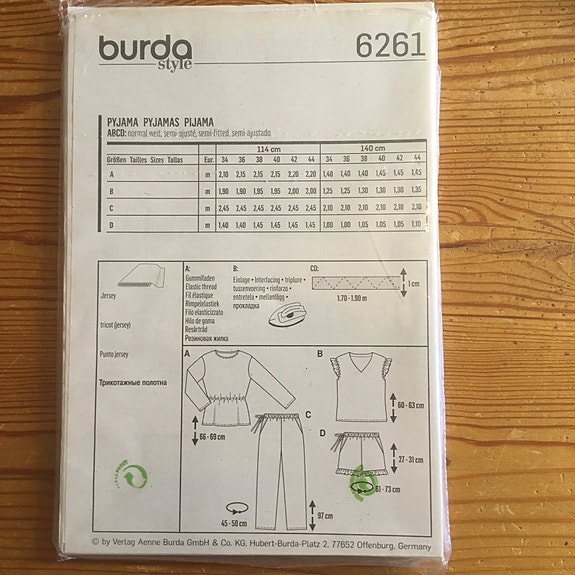 burda
style
6261
PYJAMA PYJAMAS PIJAMA
ABCD: normal weit, semi-ajusté, semi-fitted, semi-ajustado
114 cm 140 cm
Größen Tailles Sizes Tallas Eur. 34 36 38 40 42 44 34 36 38 40 42 44
A m 2,10 2,15 2,15 2,15 2,20 2,20 1,40 1,40 1,40 1,45 1,45 1,45
B m 1,90 1,90 1,95 1,95 2,00 2,00 1,25 1,25 1,30 1,30 1,30 1,35
C m 2,45 2,45 2,45 2,45 2,45 2,45 2,10 2,10 2,10 2,10 2,10 2,10
D m 1,40 1,40 1,45 1,45 1,45 1,45 1,00 1,00 1,05 1,05 1,05 1,10
Jersey
tricot (jersey)
Punto jersey
Трикотажные полотна
A:
Gummifaden
Elastic thread
Fil élastique
Rimpelelastiek
Filo elasticizzato
Hilo de goma
Resårtråd
Резиновая жилка
B:
Einlage • Interfacing • triplure •
tussenvoering • rinforzo •
entretela • mellanlägg •
прокладка
CD:
1 cm
1.70 - 1.90 m
A
66 - 69 cm
B
60 - 63 cm
C
45 - 50 cm
97 cm
D
27 - 31 cm
61 - 73 cm
© by Verlag Aenne Burda GmbH & Co. KG, Hubert-Burda-Platz 2, 77652 Offenburg, Germany